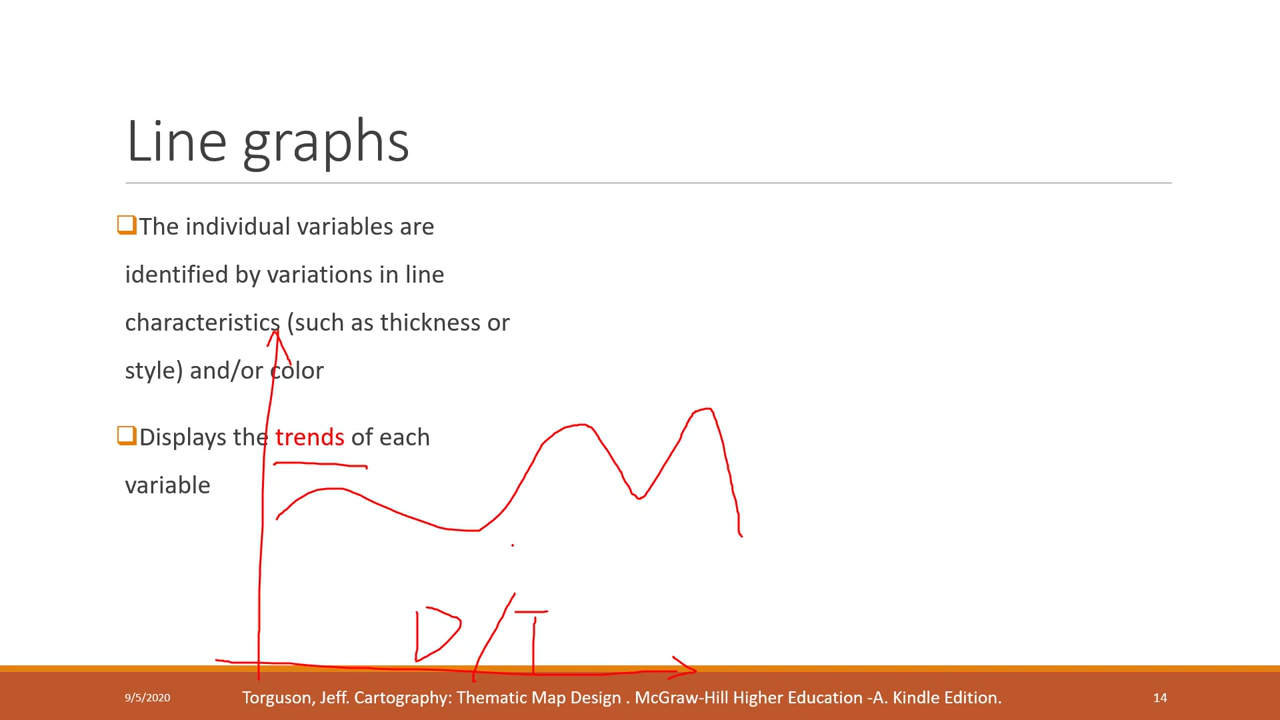 Line graphs
❑The individual variables are
identified by variations in line
characteristics (such as thickness or
style) and/or color
❑Displays the trends of each
variable
D/T
9/5/2020
Torguson, Jeff. Cartography: Thematic Map Design . McGraw-Hill Higher Education -A. Kindle Edition.
14